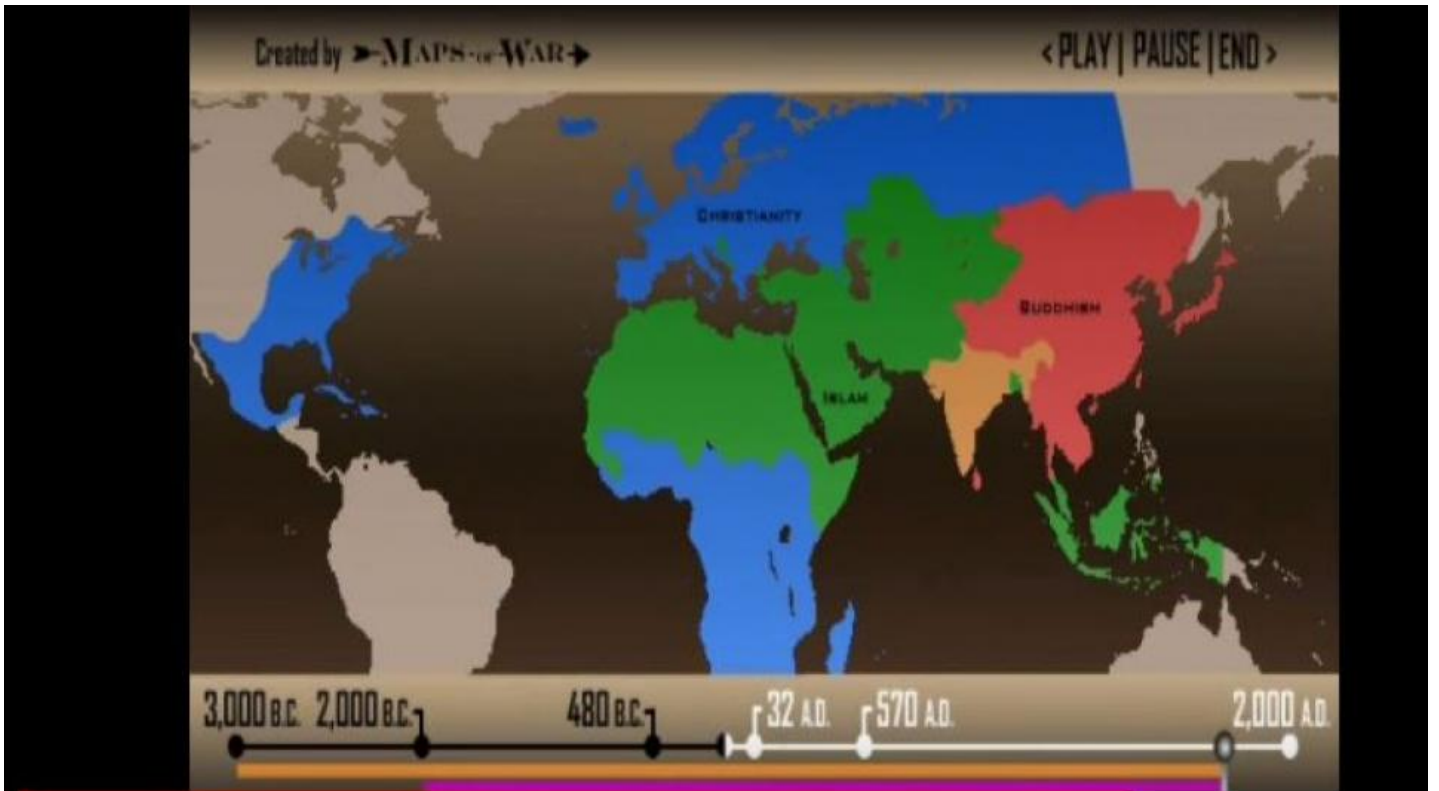 Created by MAPS-OF-WAR
<PLAY | PAUSE | END>
CHRISTIANITY
BUDDHISM
ISLAM
3,000 B.C. 2,000 B.C. 480 B.C. 32 A.D. 570 A.D. 2,000 A.D.